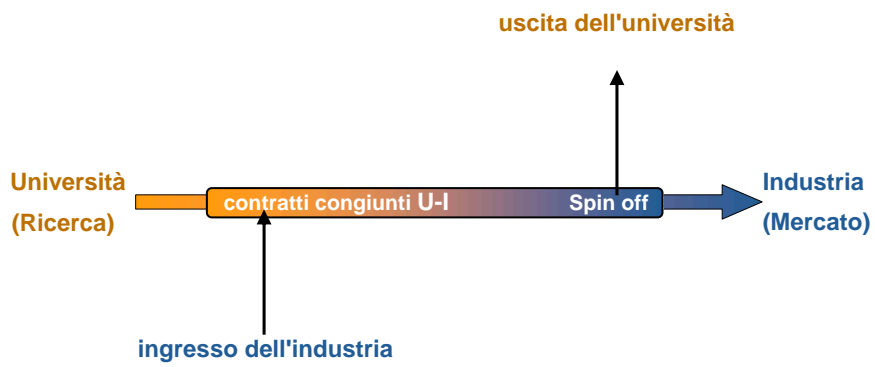 uscita dell'università
Università
(Ricerca)
contratti congiunti U-I
Spin off
Industria
(Mercato)
ingresso dell'industria